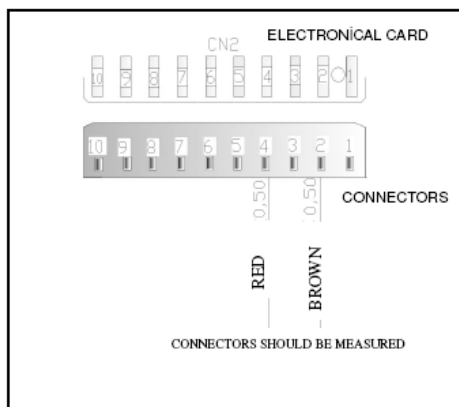 ELECTRONİCAL CARD
CN2
10 9 8 7 6 5 4 3 2 1
10 9 8 7 6 5 4 3 2 1
CONNECTORS
0,50 0,50
RED BROWN
CONNECTORS SHOULD BE MEASURED